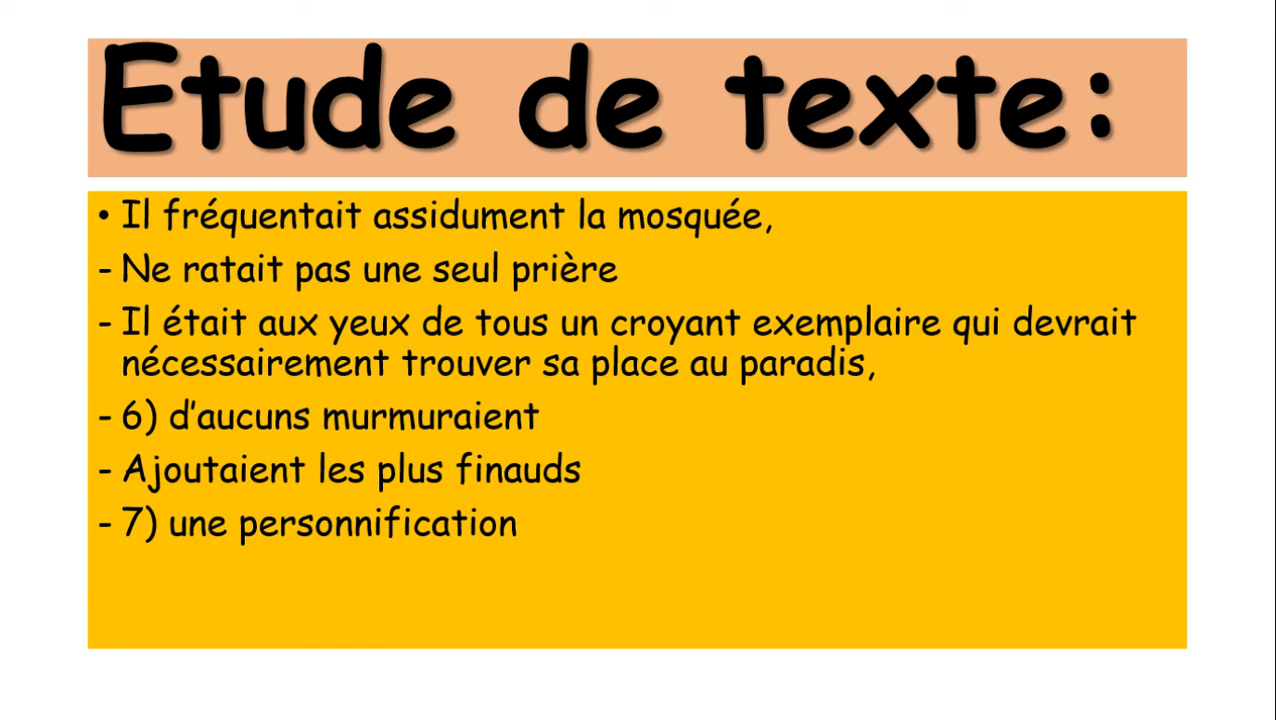 Etude de texte:
• Il fréquentait assidument la mosquée,
- Ne ratait pas une seul prière
- Il était aux yeux de tous un croyant exemplaire qui devrait
nécessairement trouver sa place au paradis,
- 6) d’aucuns murmuraient
- Ajoutaient les plus finauds
- 7) une personnification